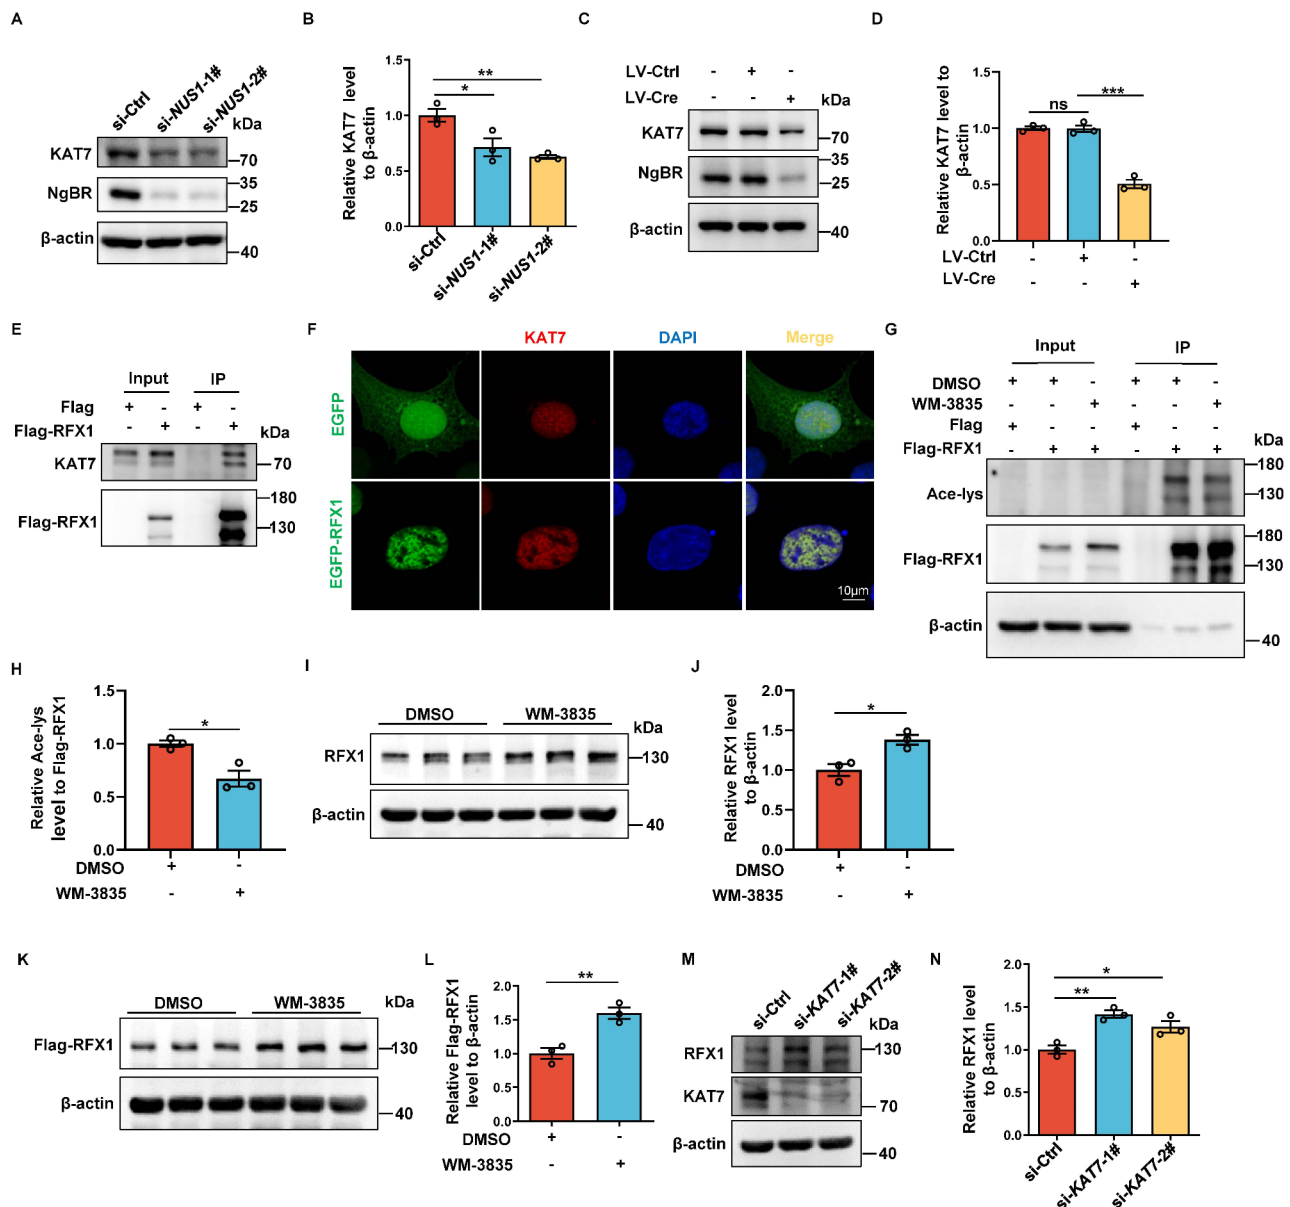 A
si-Ctrl
si-NUS1-1#
si-NUS1-2#
kDa
KAT7
70
NgBR
35
25
β-actin
40
B
Relative KAT7 level
to β-actin
1.5
1.0
0.5
0.0
**
*
si-Ctrl
si-NUS1-1#
si-NUS1-2#
C
LV-Ctrl - + -
LV-Cre - - +
kDa
KAT7
70
NgBR
35
25
β-actin
40
D
Relative KAT7 level to
β-actin
1.5
1.0
0.5
0.0
ns
***
LV-Ctrl - + -
LV-Cre - - +
E
Input IP
Flag + - + -
Flag-RFX1 - + - +
kDa
KAT7
70
Flag-RFX1
180
130
F
KAT7 DAPI Merge
EGFP
EGFP-RFX1
10μm
G
Input IP
DMSO + + - + + -
WM-3835 - - + - - +
Flag + - - + - -
Flag-RFX1 - + + - + +
kDa
Ace-lys
180
130
Flag-RFX1
180
130
β-actin
40
H
Relative Ace-lys
level to Flag-RFX1
1.5
1.0
0.5
0.0
*
DMSO + -
WM-3835 - +
I
DMSO WM-3835
kDa
RFX1
130
β-actin
40
J
Relative RFX1 level
to β-actin
2.0
1.5
1.0
0.5
0.0
*
DMSO + -
WM-3835 - +
K
DMSO WM-3835
kDa
Flag-RFX1
130
β-actin
40
L
Relative Flag-RFX1
level to β-actin
2.0
1.5
1.0
0.5
0.0
**
DMSO + -
WM-3835 - +
M
si-Ctrl
si-KAT7-1#
si-KAT7-2#
kDa
RFX1
130
KAT7
70
β-actin
40
N
Relative RFX1 level
to β-actin
2.0
1.5
1.0
0.5
0.0
*
**
si-Ctrl
si-KAT7-1#
si-KAT7-2#